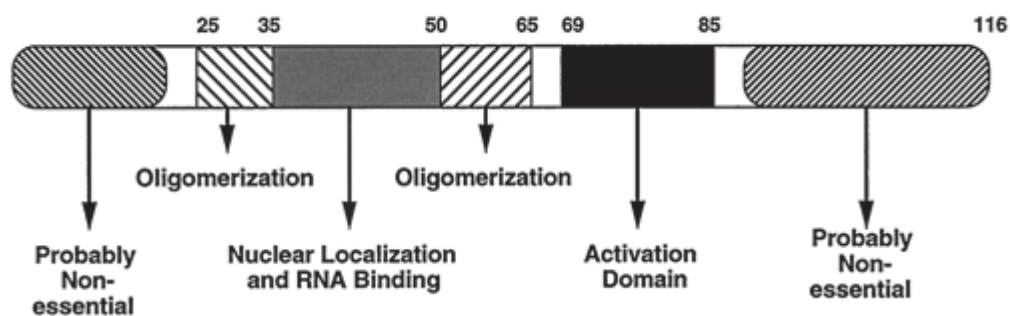 25 35 50 65 69 85 116
Oligomerization
Oligomerization
Probably
Non-
essential
Nuclear Localization
and RNA Binding
Activation
Domain
Probably
Non-
essential